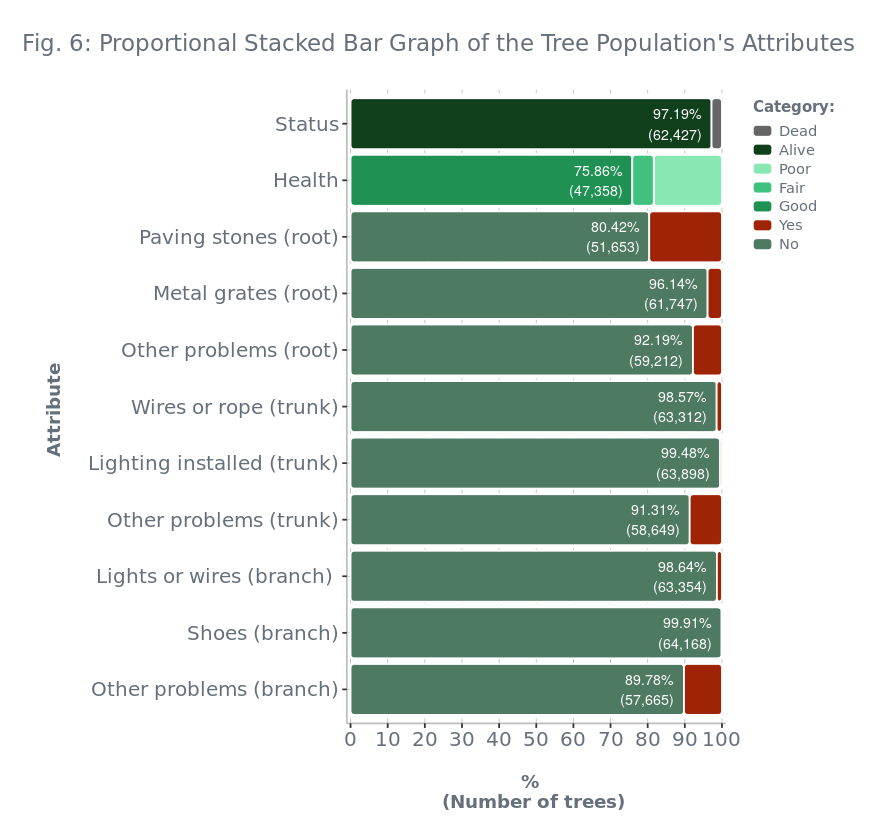 Fig. 6: Proportional Stacked Bar Graph of the Tree Population's Attributes
Category:
Dead
Alive
Poor
Fair
Good
Yes
No
Attribute
Status
97.19%
(62,427)
Health
75.86%
(47,358)
Paving stones (root)
80.42%
(51,653)
Metal grates (root)
96.14%
(61,747)
Other problems (root)
92.19%
(59,212)
Wires or rope (trunk)
98.57%
(63,312)
Lighting installed (trunk)
99.48%
(63,898)
Other problems (trunk)
91.31%
(58,649)
Lights or wires (branch)
98.64%
(63,354)
Shoes (branch)
99.91%
(64,168)
Other problems (branch)
89.78%
(57,665)
0 10 20 30 40 50 60 70 80 90 100
%
(Number of trees)